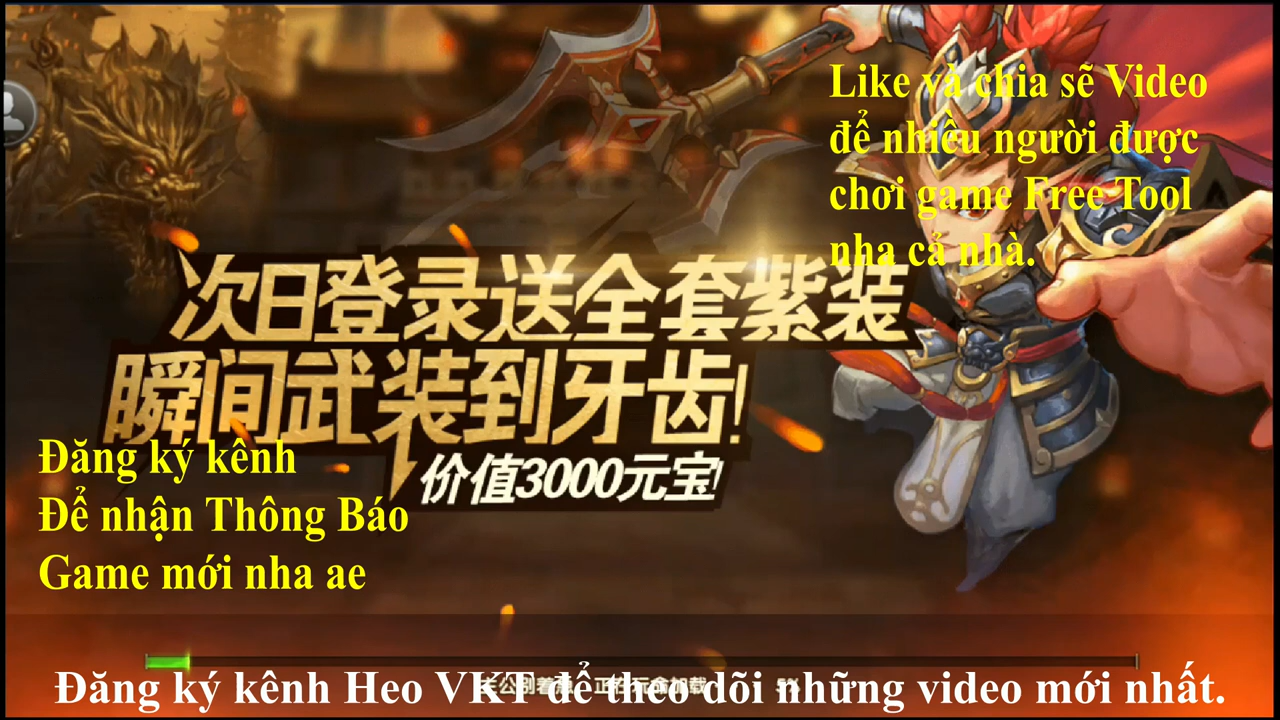 Like và chia sẽ Video
để nhiều người được
chơi game Free Tool
nha cả nhà.
次日登录送全套紫装
瞬间武装到牙齿!
价值3000元宝!
Đăng ký kênh
Để nhận Thông Báo
Game mới nha ae
Đăng ký kênh Heo VKT để theo dõi những video mới nhất.